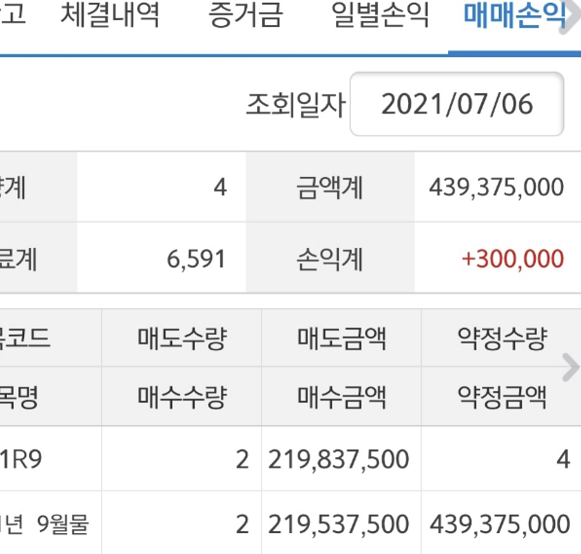 고 체결내역 증거금 일별손익 매매손익
조회일자 2021/07/06
계 4 금액계 439,375,000
료계 6,591 손익계 +300,000
코드 매도수량 매도금액 약정수량
목명 매수수량 매수금액 약정금액
1R9 2 219,837,500 4
년 9월물 2 219,537,500 439,375,000